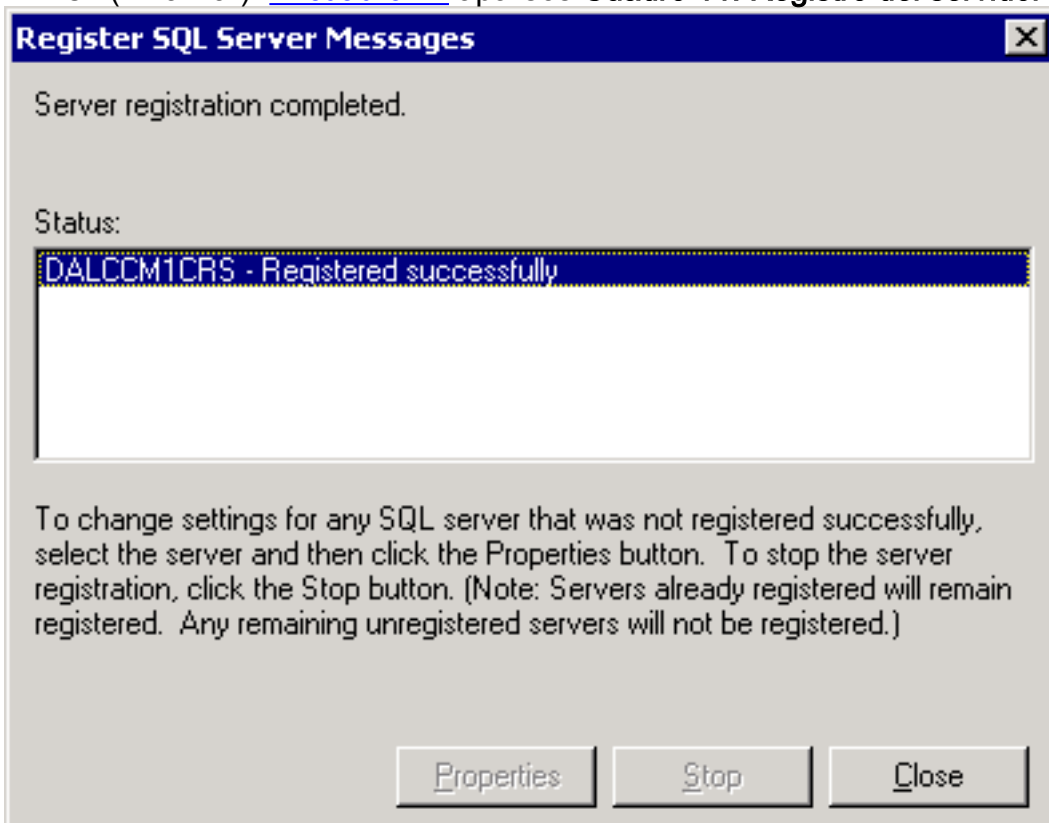 Register SQL Server Messages
Server registration completed.
Status:
DALCCM1CRS - Registered successfully
To change settings for any SQL server that was not registered successfully,
select the server and then click the Properties button. To stop the server
registration, click the Stop button. (Note: Servers already registered will remain
registered. Any remaining unregistered servers will not be registered.)
Properties Stop Close